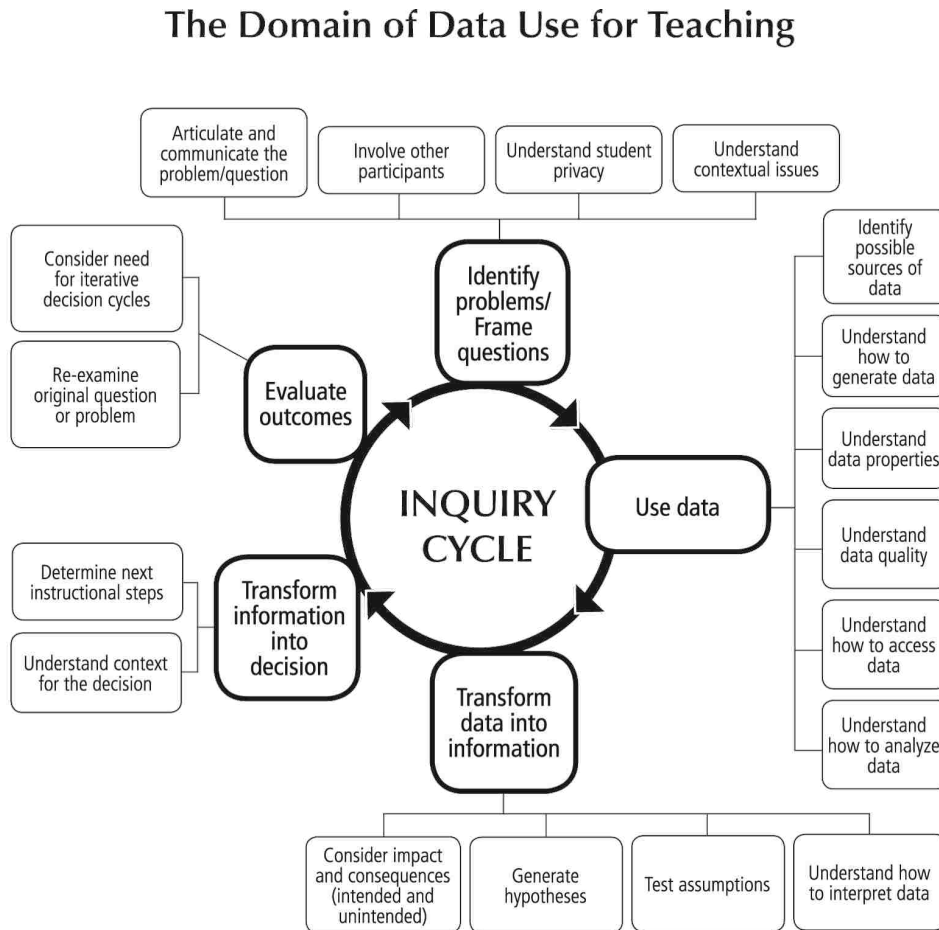 The Domain of Data Use for Teaching
Articulate and
communicate the
problem/question
Involve other
participants
Understand student
privacy
Understand
contextual issues
Identify problems/
Frame
questions
Use data
Identify
possible
sources of
data
Understand
how to
generate data
Understand
data properties
Understand
data quality
Understand
how to access
data
Understand
how to analyze
data
Transform
data into
information
Consider impact
and consequences
(intended and
unintended)
Generate
hypotheses
Test assumptions
Understand how
to interpret data
Transform
information
into
decision
Determine next
instructional steps
Understand context
for the decision
Evaluate
outcomes
Consider need
for iterative
decision cycles
Re-examine
original question
or problem
INQUIRY
CYCLE